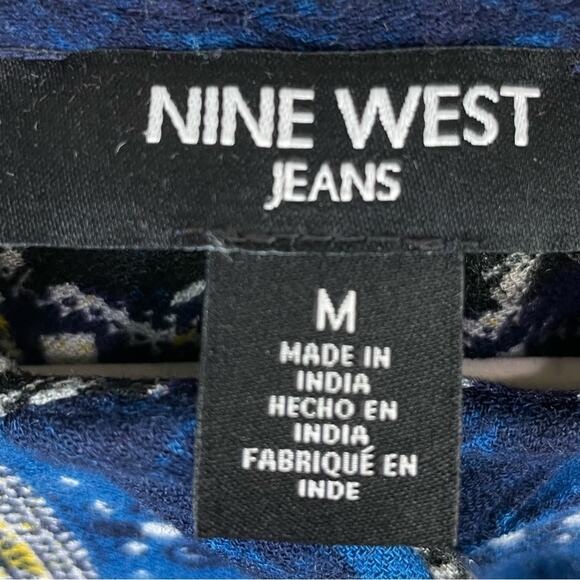 NINE WEST
JEANS
M
MADE IN
INDIA
HECHO EN
INDIA
FABRIQUÉ EN
INDE